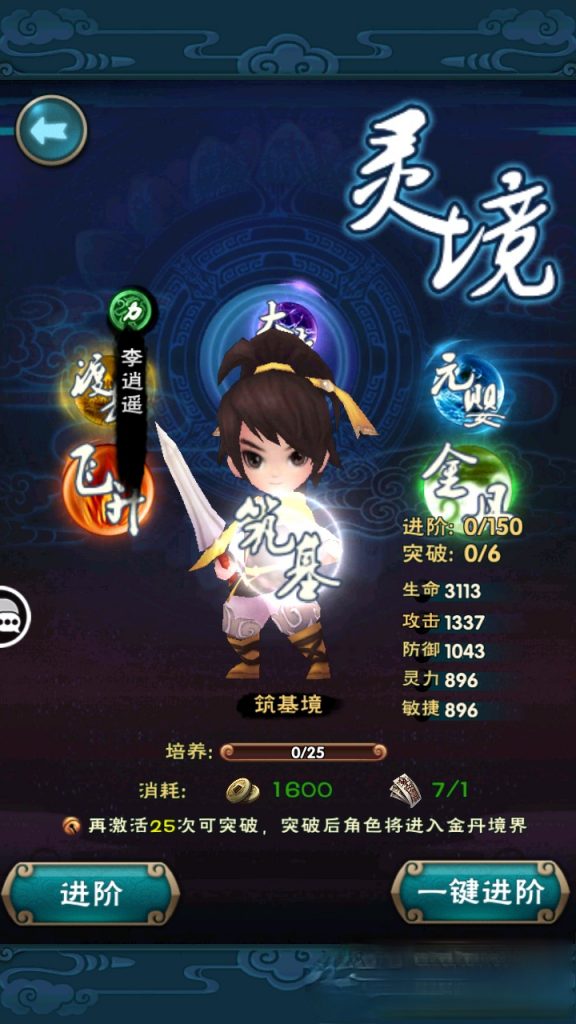 灵境
力
李逍遥
大
渡
元婴
飞升
金丹
筑基
进阶: 0/150
突破: 0/6
生命 3113
攻击 1337
防御 1043
灵力 896
敏捷 896
筑基境
培养: 0/25
消耗: 1600 7/1
再激活25次可突破，突破后角色将进入金丹境界
进阶
一键进阶